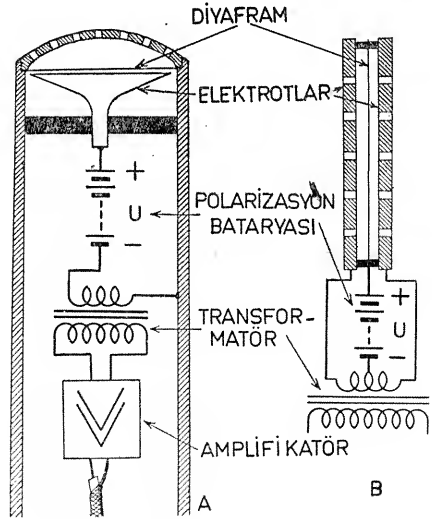 DİYAFRAM
ELEKTROTLAR
+
U
-
POLARİZASYON
BATARYASI
+
U
-
TRANSFOR-
MATÖR
AMPLİFİKATÖR
A
B